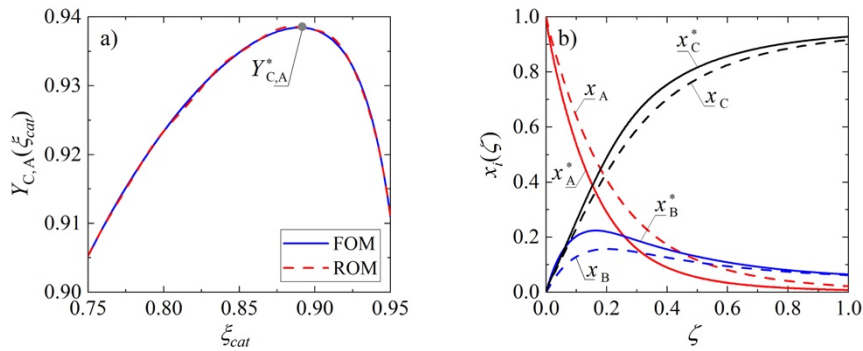 a)
Y*C,A
YC,A(ξcat)
0.94
0.93
0.92
0.91
0.90
FOM
ROM
0.75 0.80 0.85 0.90 0.95
ξcat
b)
x*C
xC
xA
x*A
x*B
xB
xi(ζ)
1.0
0.8
0.6
0.4
0.2
0.0
0.0 0.2 0.4 0.6 0.8 1.0
ζ